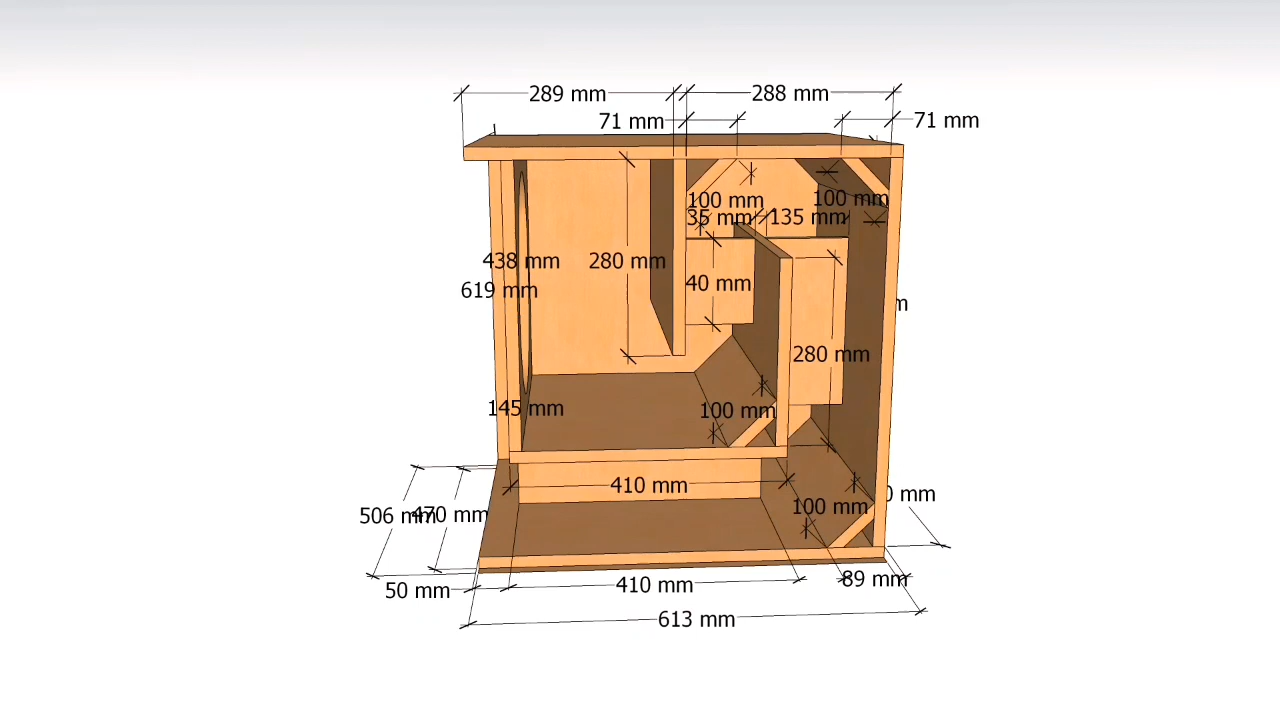 289 mm
288 mm
71 mm
71 mm
100 mm
100 mm
35 mm
135 mm
438 mm
280 mm
619 mm
40 mm
280 mm
145 mm
100 mm
410 mm
100 mm
506 mm
470 mm
50 mm
410 mm
89 mm
613 mm